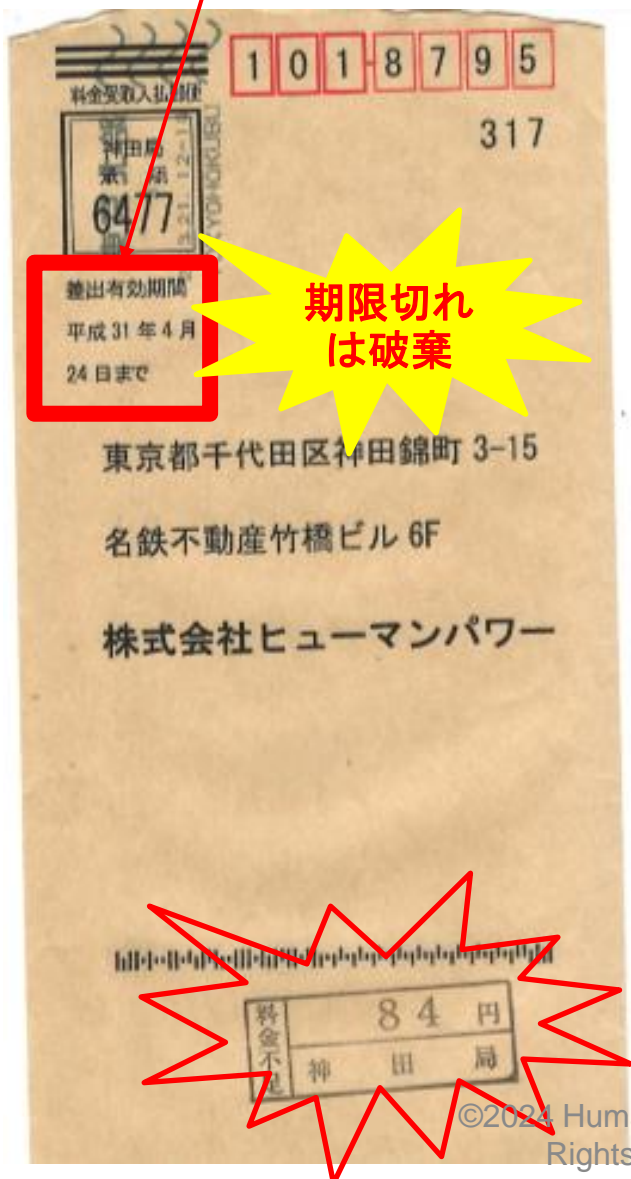 101-8795
料金受取人払郵便
317
神田局
承認
6477
差出有効期間
平成31年4月
24日まで
期限切れ
は破棄
東京都千代田区神田錦町 3-15
名鉄不動産竹橋ビル 6F
株式会社ヒューマンパワー
料金不足
84円
神田局
©2024 Hum
Rights